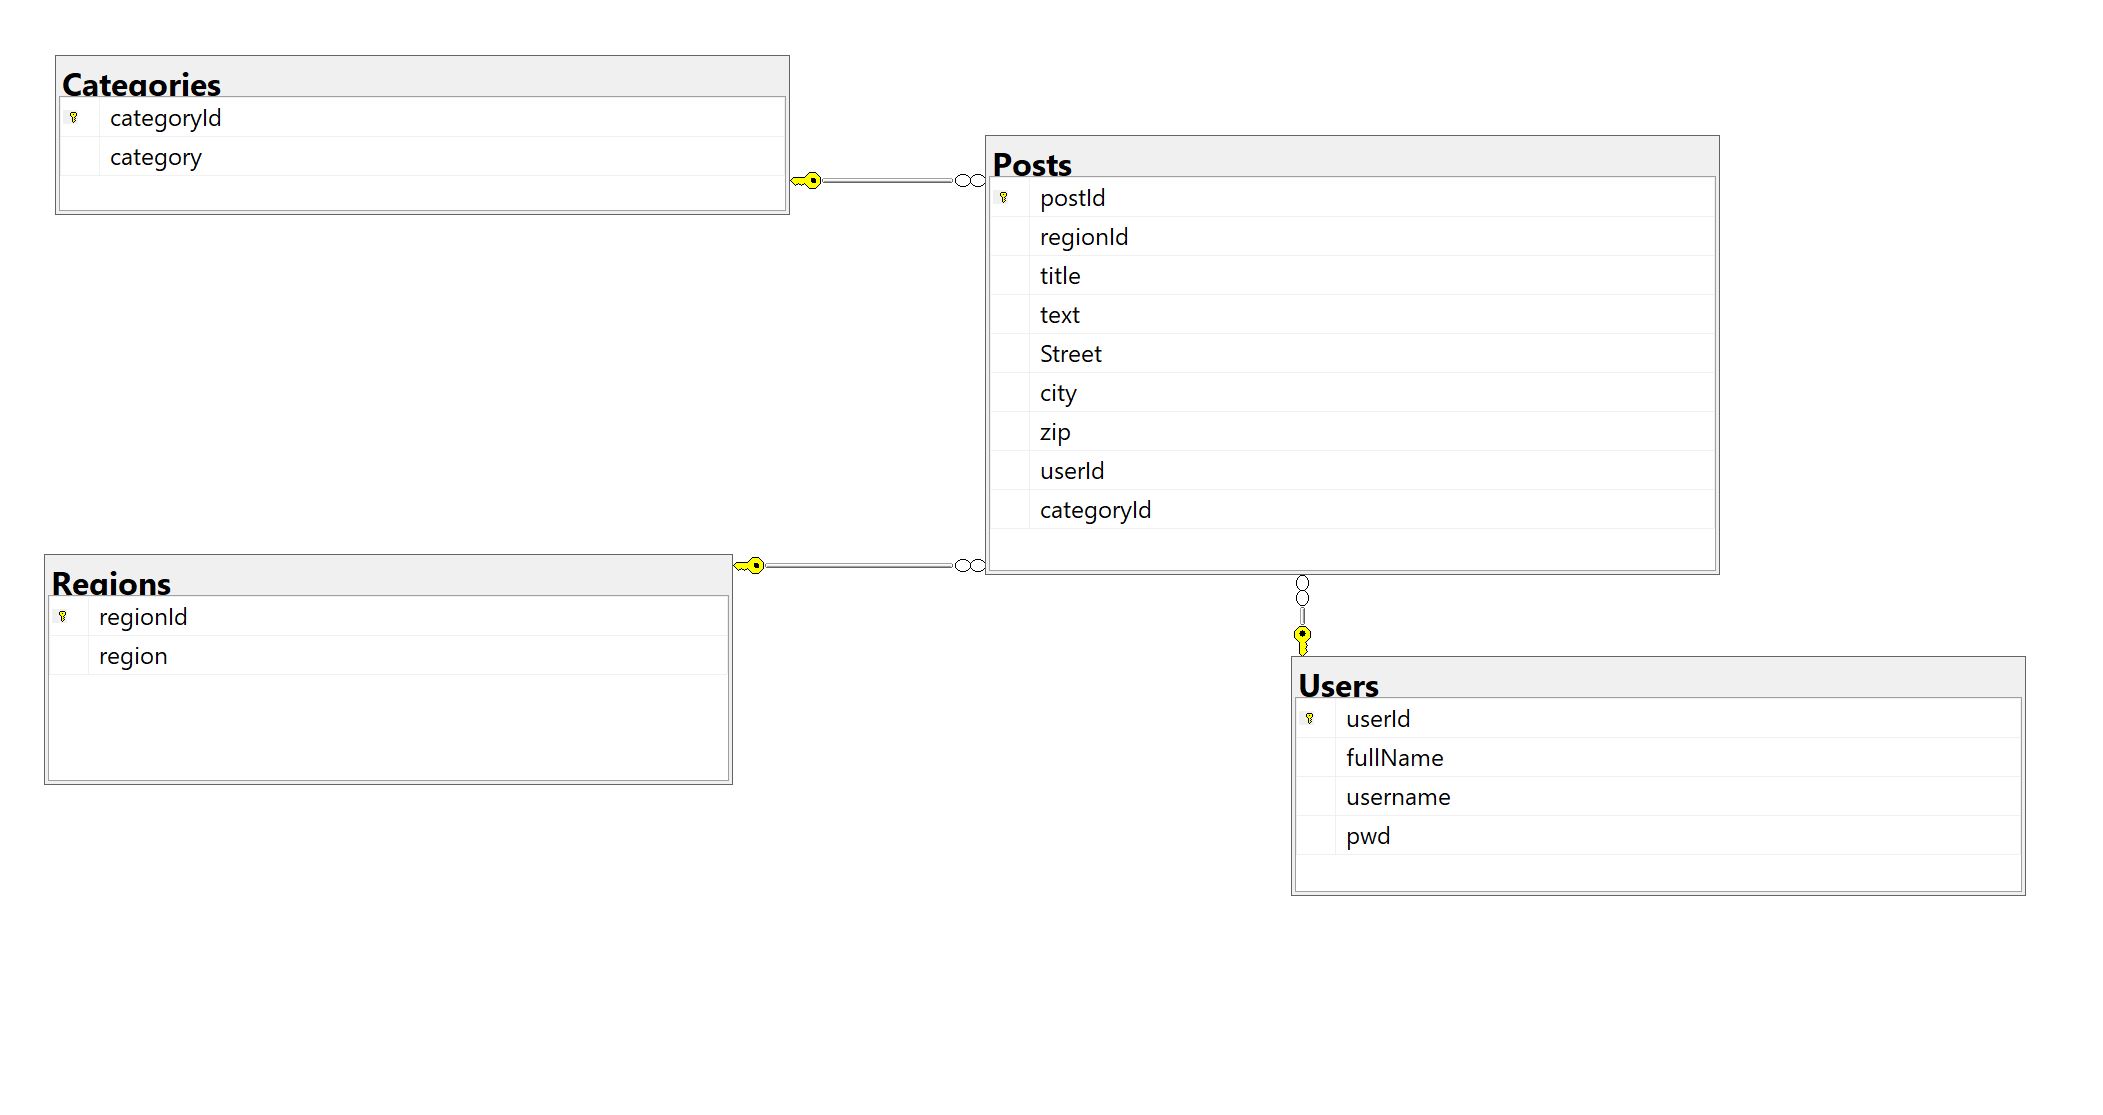 Categories
categoryId
category
Posts
postId
regionId
title
text
Street
city
zip
userId
categoryId
Regions
regionId
region
Users
userId
fullName
username
pwd